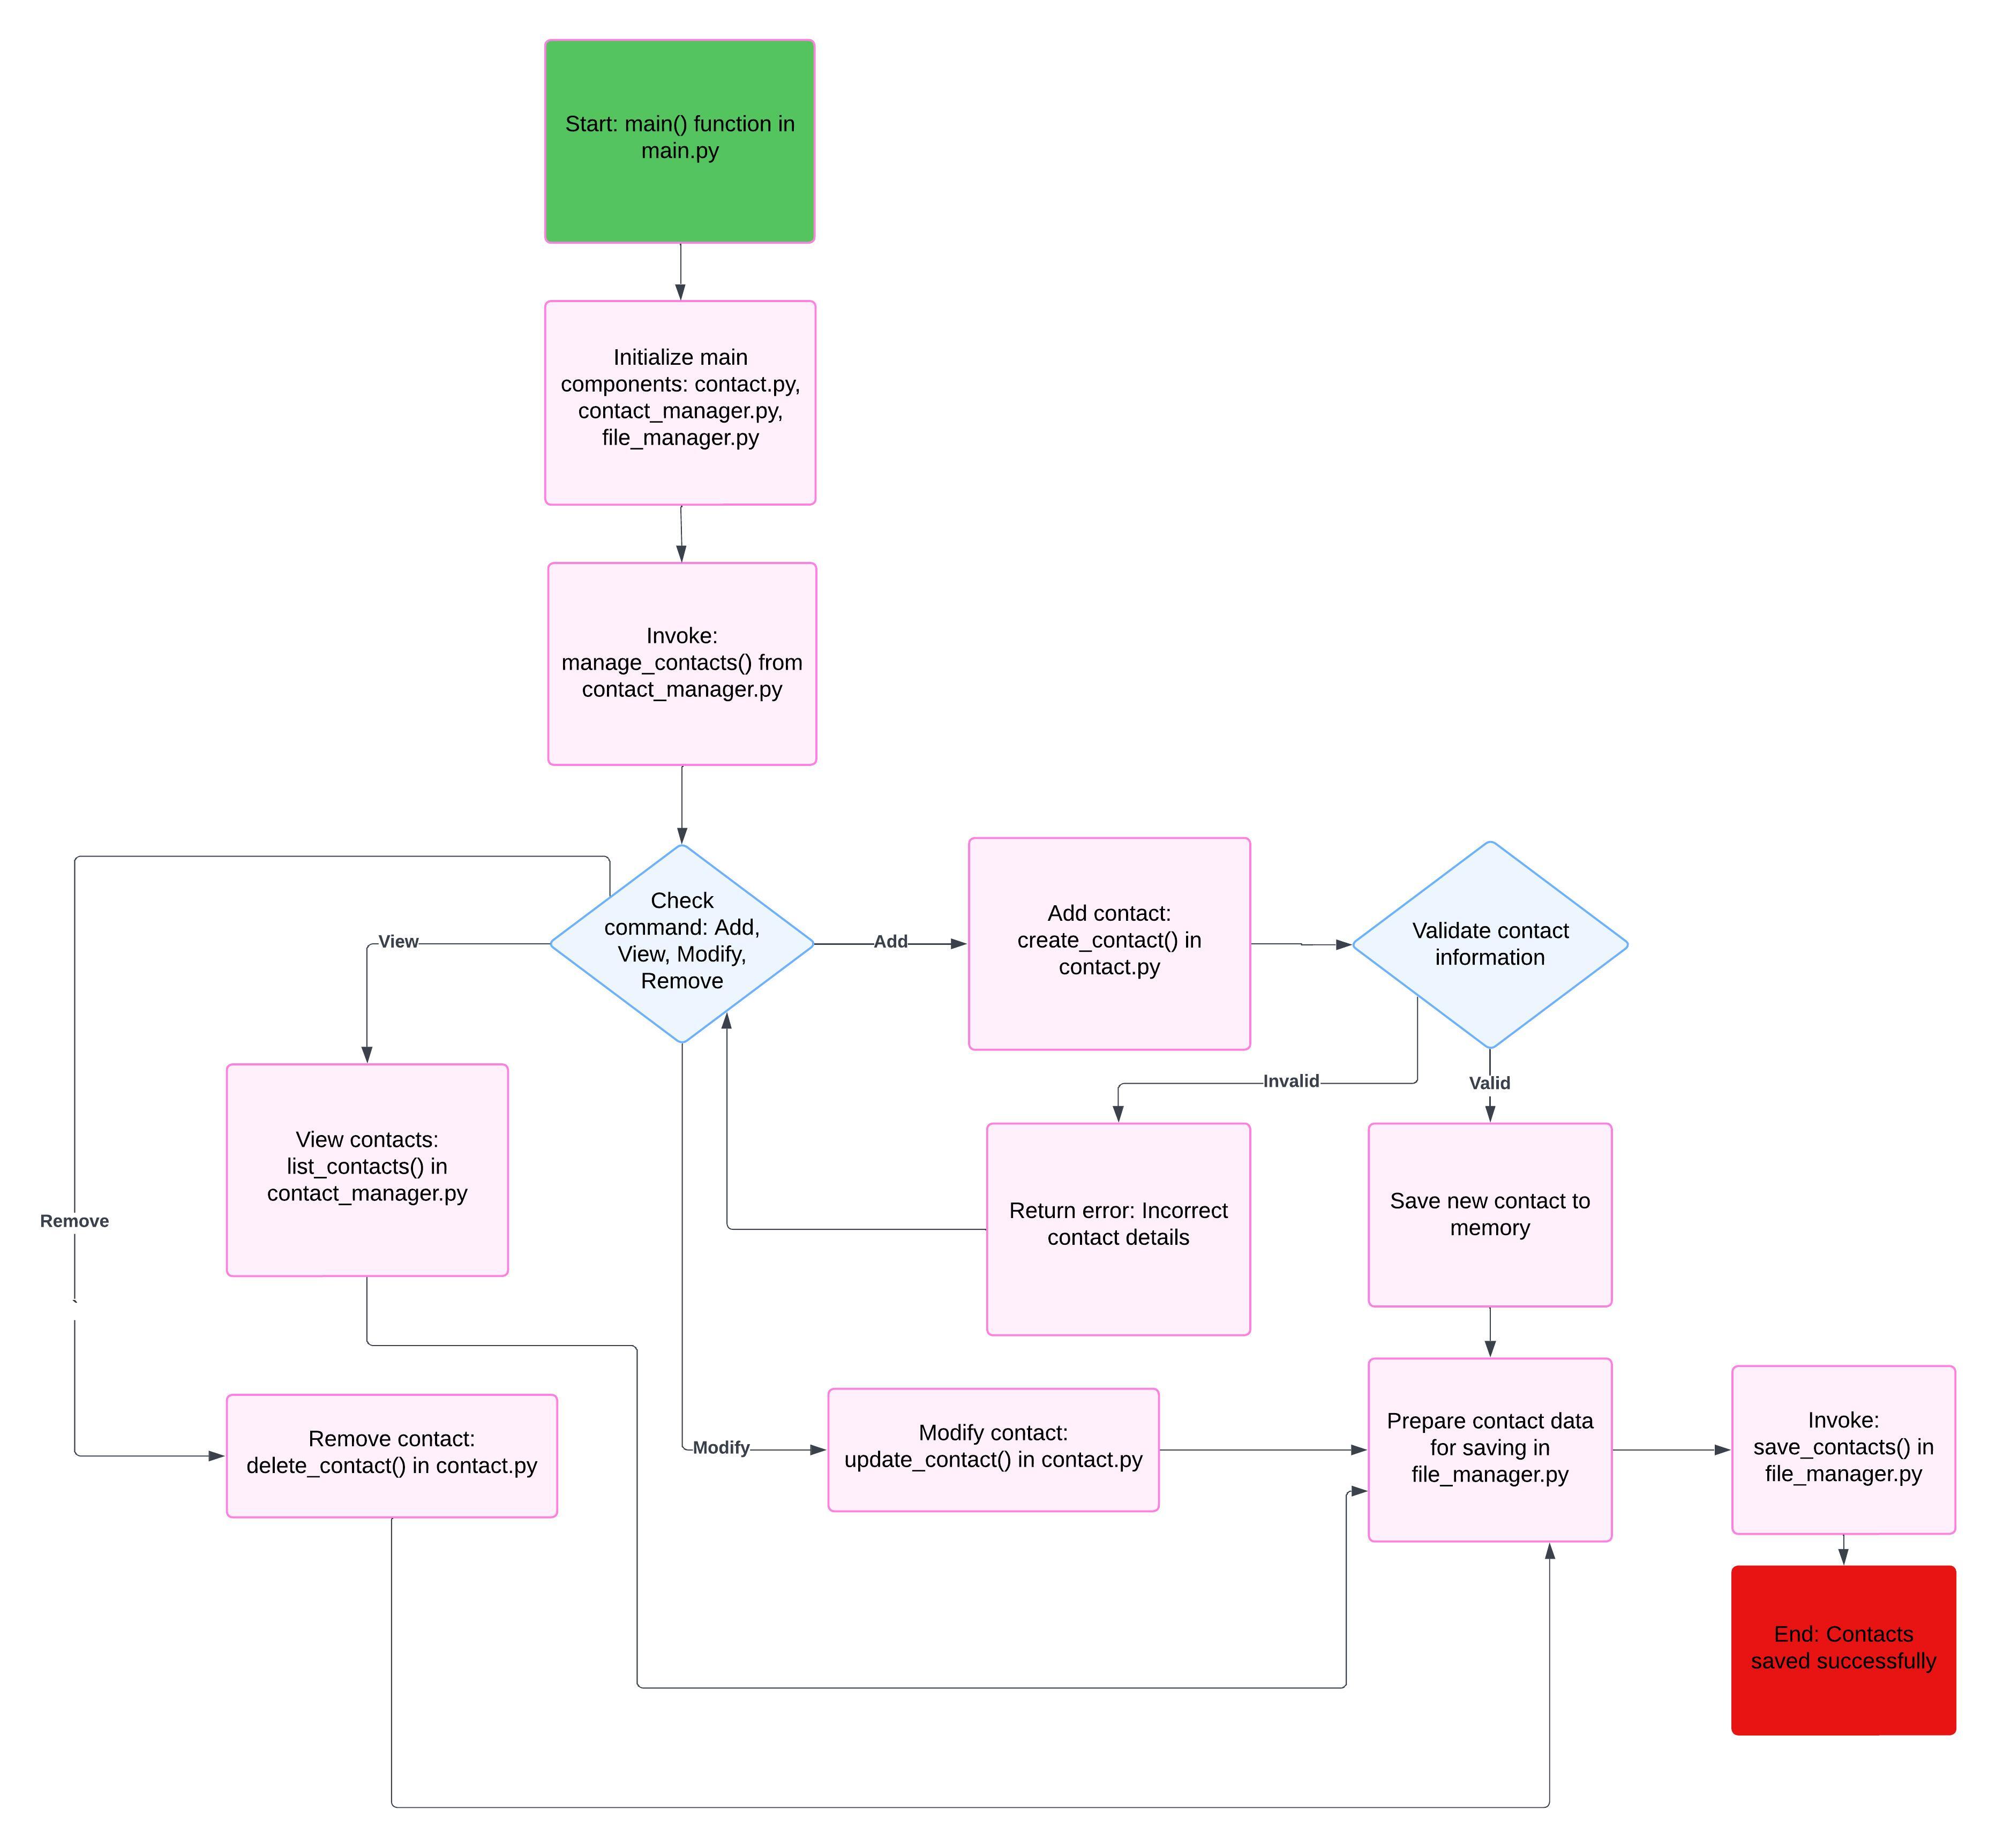 Start: main() function in
main.py
Initialize main
components: contact.py,
contact_manager.py,
file_manager.py
Invoke:
manage_contacts() from
contact_manager.py
Check
command: Add,
View, Modify,
Remove
View
Add
Add contact:
create_contact() in
contact.py
Validate contact
information
Invalid
Valid
View contacts:
list_contacts() in
contact_manager.py
Return error: Incorrect
contact details
Save new contact to
memory
Remove
Remove contact:
delete_contact() in contact.py
Modify
Modify contact:
update_contact() in contact.py
Prepare contact data
for saving in
file_manager.py
Invoke:
save_contacts() in
file_manager.py
End: Contacts
saved successfully